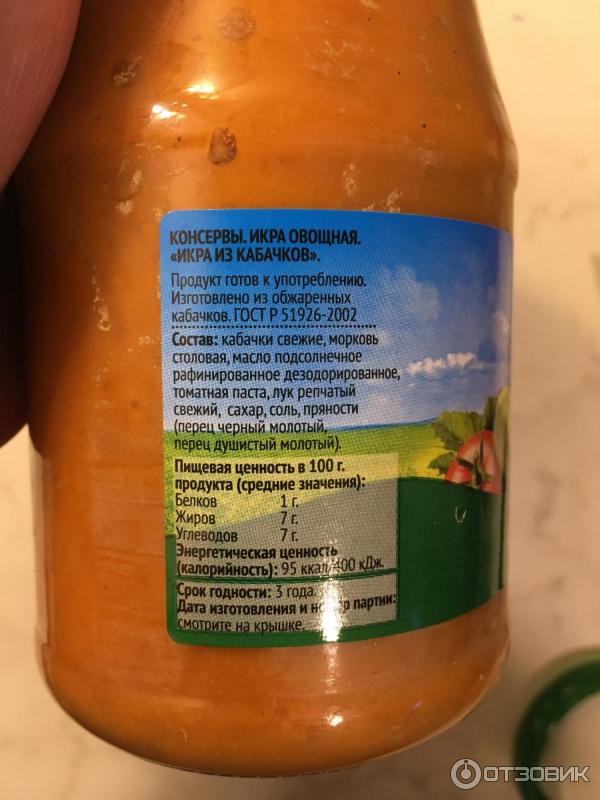 КОНСЕРВЫ. ИКРА ОВОЩНАЯ.
«ИКРА ИЗ КАБАЧКОВ».
Продукт готов к употреблению.
Изготовлено из обжаренных
кабачков. ГОСТ Р 51926-2002
Состав: кабачки свежие, морковь
столовая, масло подсолнечное
рафинированное дезодорированное,
томатная паста, лук репчатый
свежий, сахар, соль, пряности
(перец черный молотый,
перец душистый молотый).
Пищевая ценность в 100 г.
продукта (средние значения):
Белков 1 г.
Жиров 7 г.
Углеводов 7 г.
Энергетическая ценность
(калорийность): 95 ккал/400 кДж.
Срок годности: 3 года.
Дата изготовления и номер партии:
смотрите на крышке.
ОТЗОВИК